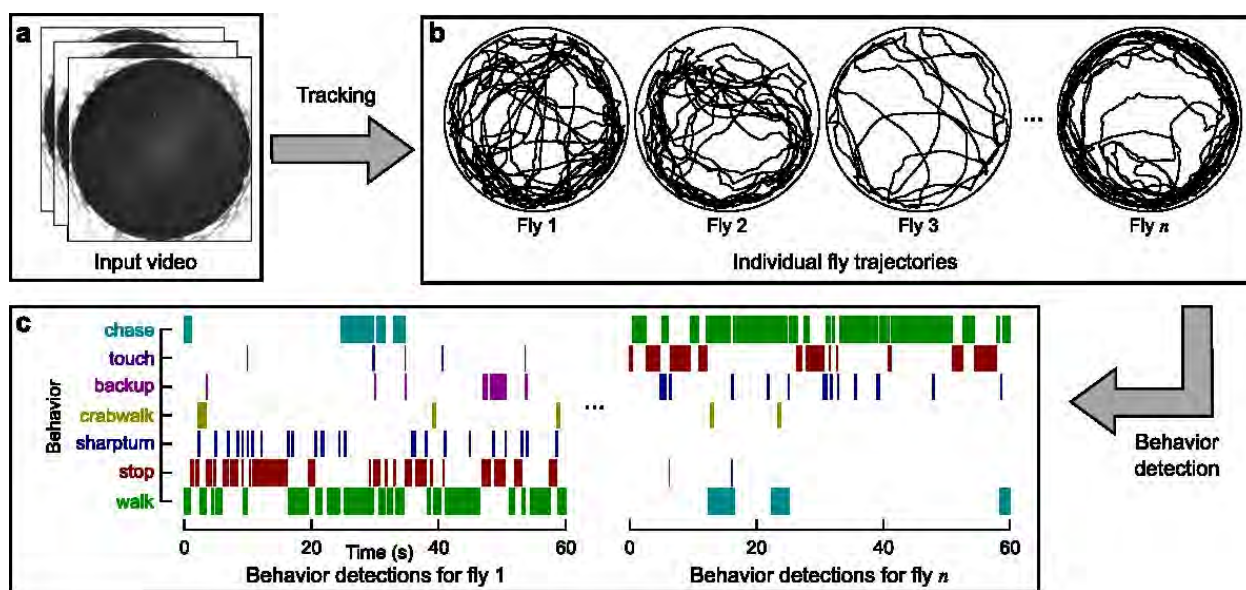 a
Input video
Tracking
b
...
Fly 1
Fly 2
Fly 3
Fly n
Individual fly trajectories
c
Behavior
chase
touch
backup
crabwalk
sharpturn
stop
walk
...
0
20
40
60
Time (s)
Behavior detections for fly 1
0
20
40
60
Behavior detections for fly n
Behavior
detection